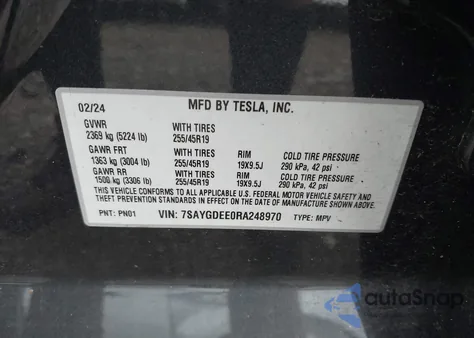 02/24 MFD BY TESLA, INC.
GVWR WITH TIRES
2369 kg (5224 lb) 255/45R19
GAWR FRT WITH TIRES RIM COLD TIRE PRESSURE
1363 kg (3004 lb) 255/45R19 19X9.5J 290 kPa, 42 psi
GAWR RR WITH TIRES RIM COLD TIRE PRESSURE
1500 kg (3306 lb) 255/45R19 19X9.5J 290 kPa, 42 psi
THIS VEHICLE CONFORMS TO ALL APPLICABLE U.S. FEDERAL MOTOR VEHICLE SAFETY AND
THEFT PREVENTION STANDARDS IN EFFECT ON THE DATE OF MANUFACTURE SHOWN ABOVE.
PNT: PN01 VIN: 7SAYGDEE0RA248970 TYPE: MPV
autoSnap